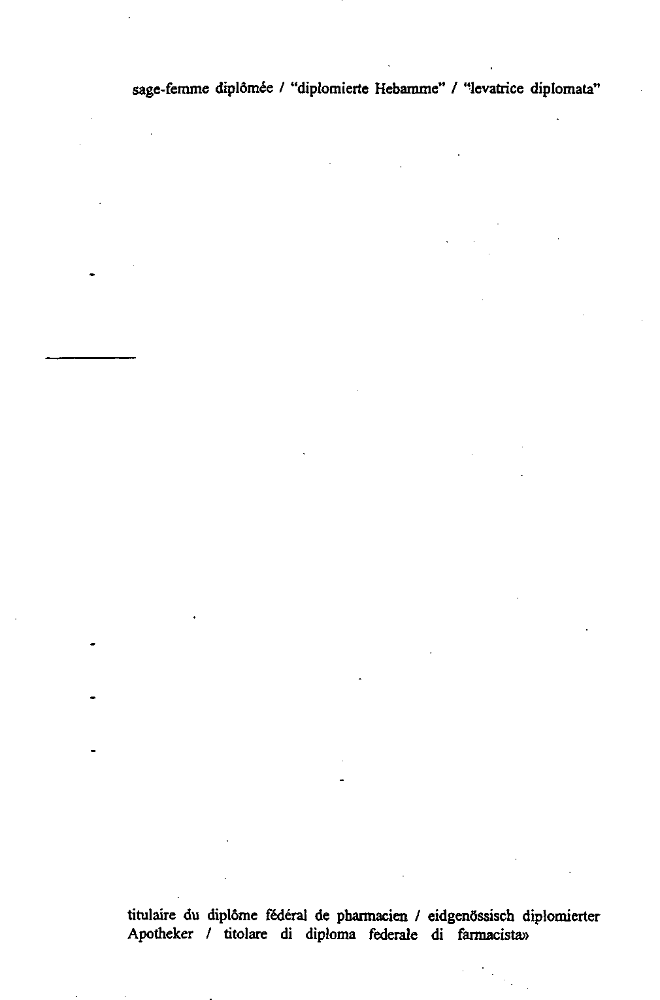 sage-femme diplômée / “diplomierte Hebamme” / “levatrice diplomata”
titulaire du diplôme fédéral de pharmacien / eidgenössisch diplomierter
Apotheker / titolare di diploma federale di farmacista»